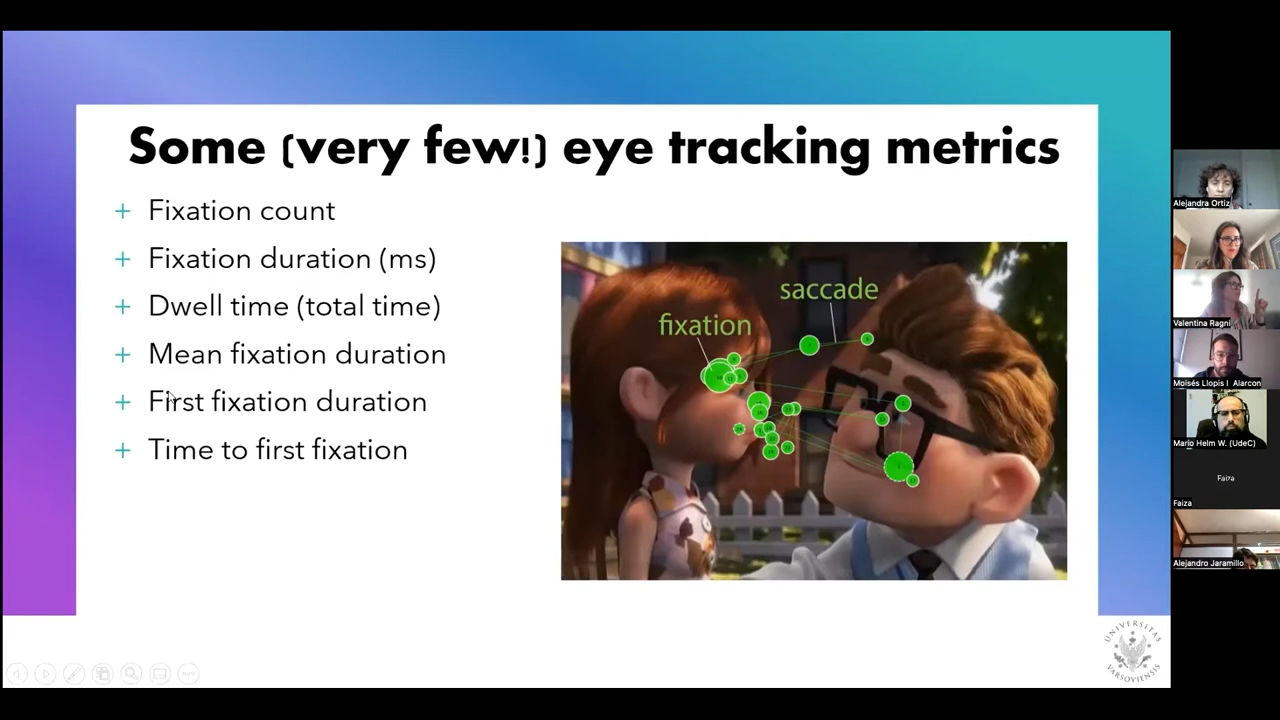 Some (very few!) eye tracking metrics
+ Fixation count
+ Fixation duration (ms)
+ Dwell time (total time)
+ Mean fixation duration
+ First fixation duration
+ Time to first fixation
saccade
fixation
UNIVERSITAS
VARSOVIENSIS
Alejandra Ortiz
Valentina Ragni
Moisés Llopis I Alarcon
Mario Helm W. (UdeC)
Faiza
Faiza
Alejandro Jaramillo